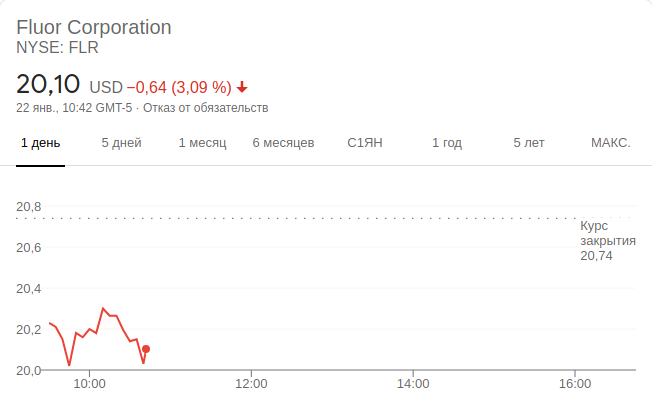 Fluor Corporation
NYSE: FLR
20,10 USD −0,64 (3,09 %)
22 янв., 10:42 GMT-5 · Отказ от обязательств
1 день 5 дней 1 месяц 6 месяцев С1ЯН 1 год 5 лет МАКС.
20,8
20,6
20,4
20,2
20,0
Курс
закрытия
20,74
10:00 12:00 14:00 16:00